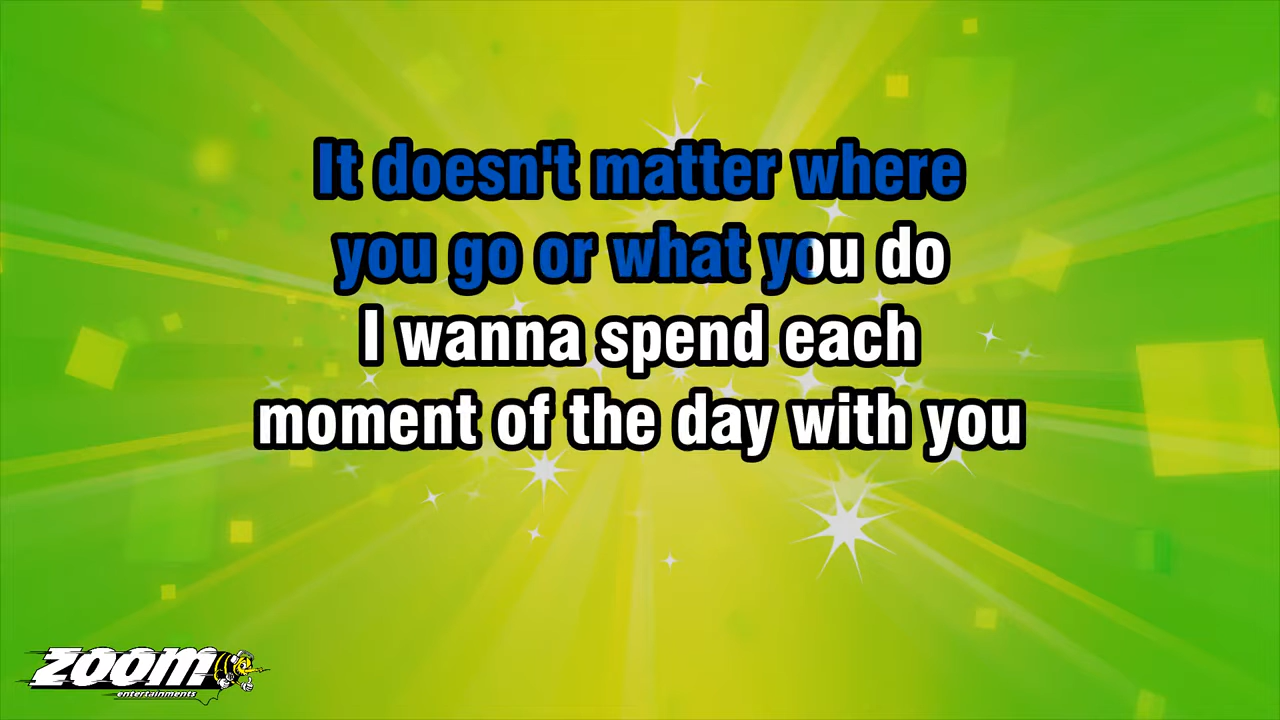 It doesn't matter where
you go or what you do
I wanna spend each
moment of the day with you
zoom
entertainments